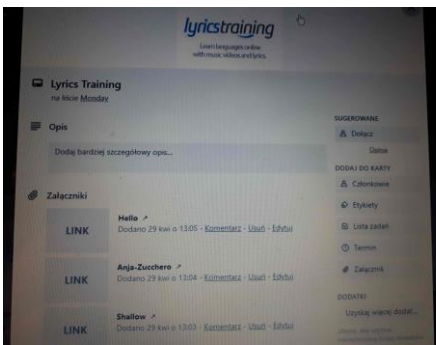 lyricstraining
Learn languages online
with music videos and lyrics.
Lyrics Training
na liście Monday
Opis
Dodaj bardziej szczegółowy opis...
Załączniki
LINK
Hello ↗
Dodano 29 kwi o 13:05 - Komentarz - Usuń - Edytuj
LINK
Anja-Zucchero ↗
Dodano 29 kwi o 13:04 - Komentarz - Usuń - Edytuj
LINK
Shallow ↗
Dodano 29 kwi o 13:03 - Komentarz - Usuń - Edytuj
SUGEROWANE
Dołącz
Opinie
DODAJ DO KARTY
Członkowie
Etykiety
Lista zadań
Termin
Załącznik
DODATKI
Uzyskaj więcej dodat...